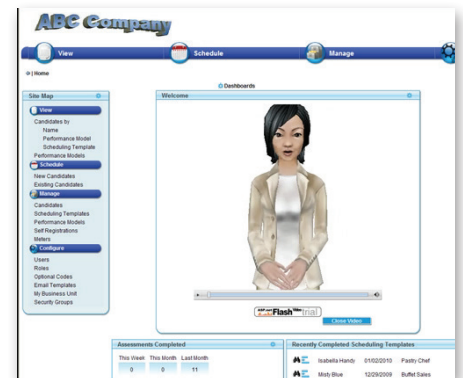 ABC Company
View Schedule Manage
| Home
Dashboards
Site Map
View
Candidates by
Name
Performance Model
Scheduling Template
Performance Models
Schedule
New Candidates
Existing Candidates
Manage
Candidates
Scheduling Templates
Performance Models
Self Registrations
Meters
Configure
Users
Roles
Optional Codes
Email Templates
My Business Unit
Security Groups
Welcome
ASP.net Flash Video trial
Close Video
Assessments Completed
This Week This Month Last Month
0 0 11
Recently Completed Scheduling Templates
Isabella Handy 01/02/2010 Pastry Chef
Misty Blue 12/29/2009 Buffet Sales